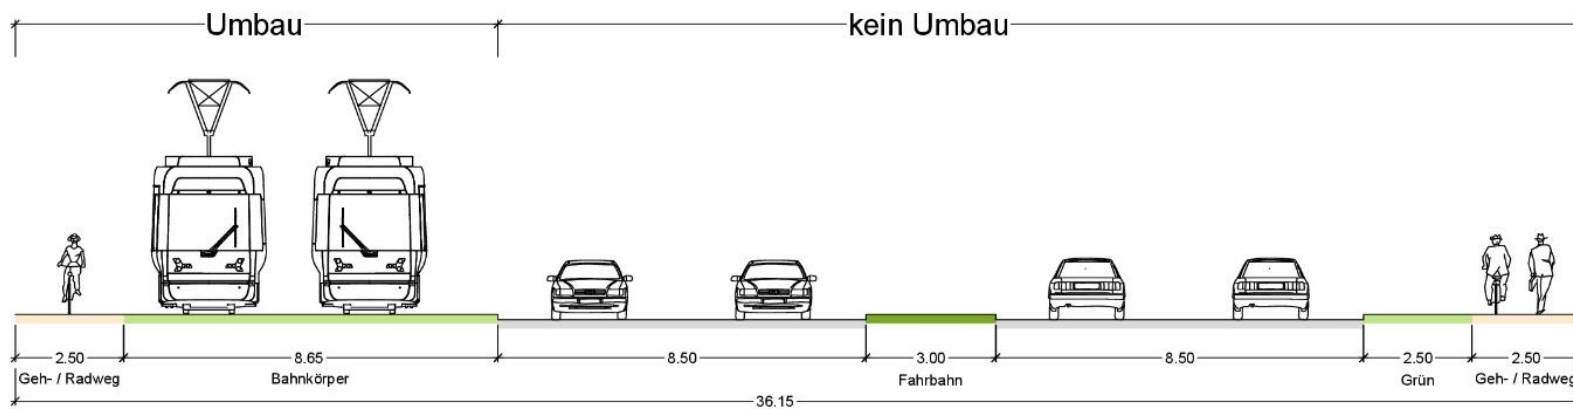 Umbau kein Umbau
2.50 8.65 8.50 3.00 8.50 2.50 2.50
Geh- / Radweg Bahnkörper Fahrbahn Grün Geh- / Radweg
36.15